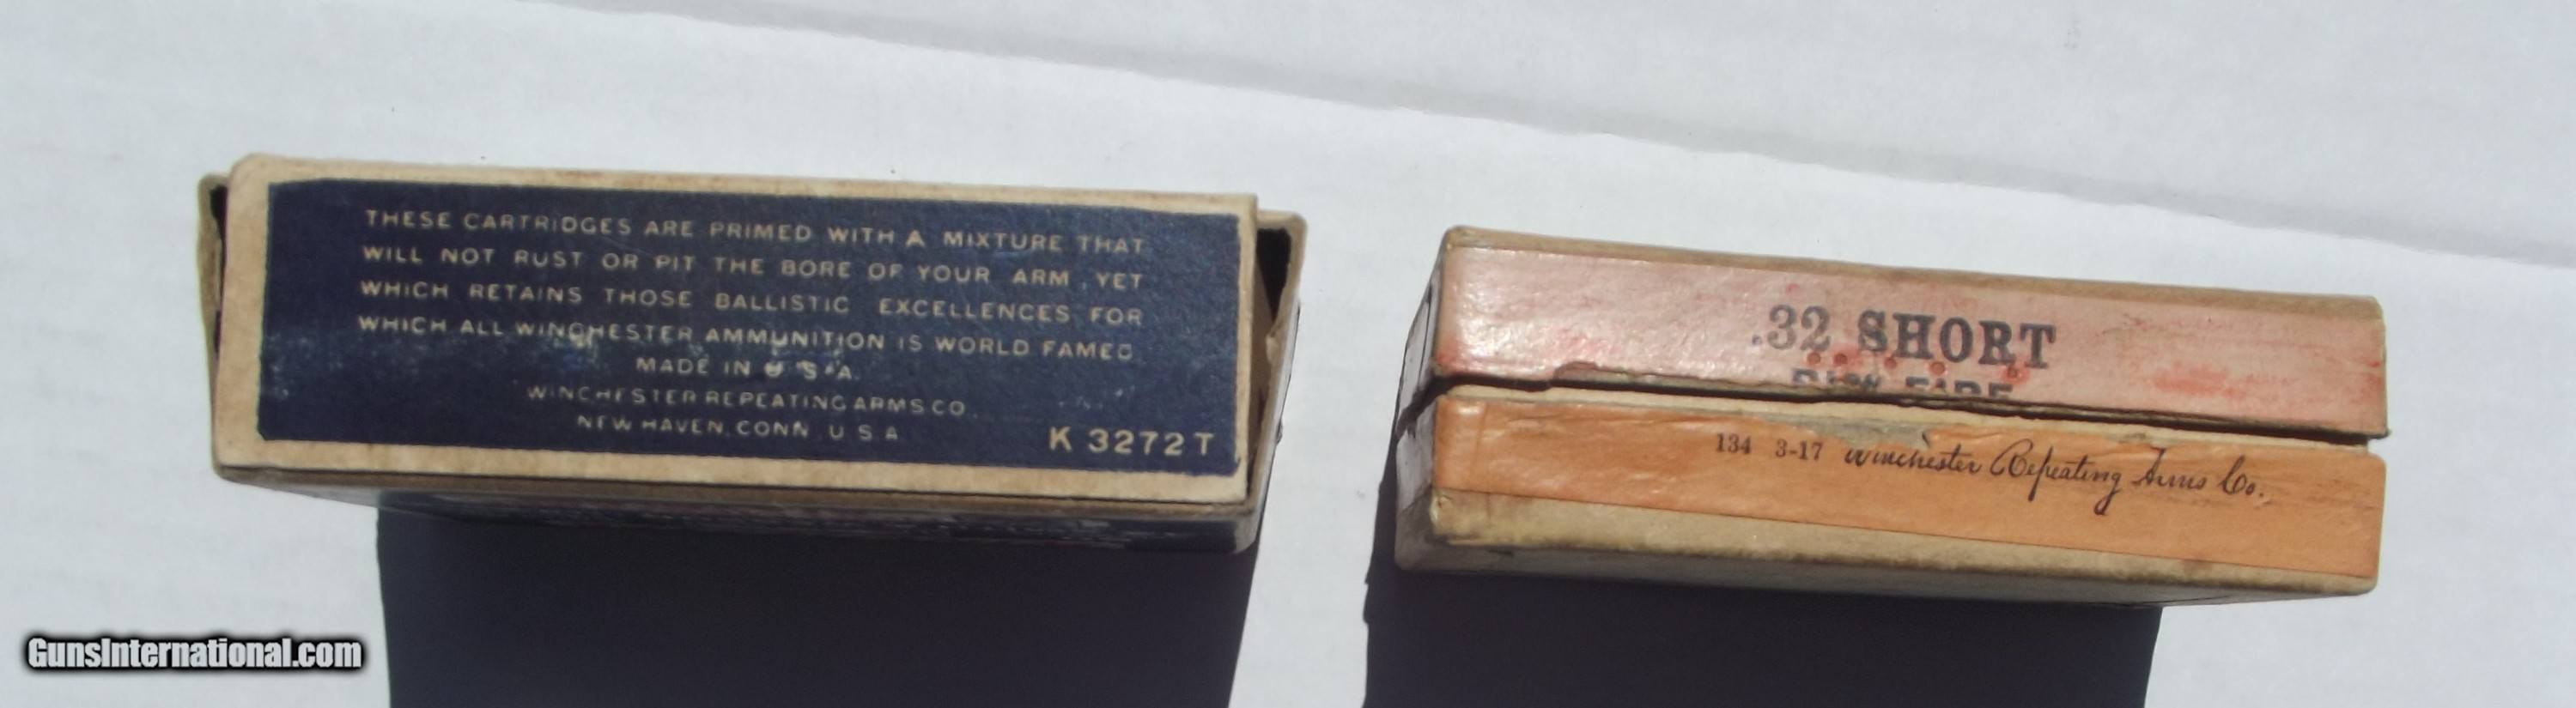 THESE CARTRIDGES ARE PRIMED WITH A MIXTURE THAT
WILL NOT RUST OR PIT THE BORE OF YOUR ARM, YET
WHICH RETAINS THOSE BALLISTIC EXCELLENCES FOR
WHICH ALL WINCHESTER AMMUNITION IS WORLD FAMED.
MADE IN U.S.A.
WINCHESTER REPEATING ARMS CO.
NEW HAVEN, CONN. U.S.A.
K 3272 T
.32 SHORT
RIM FIRE
134 3-17 Winchester Repeating Arms Co.
GunsInternational.com